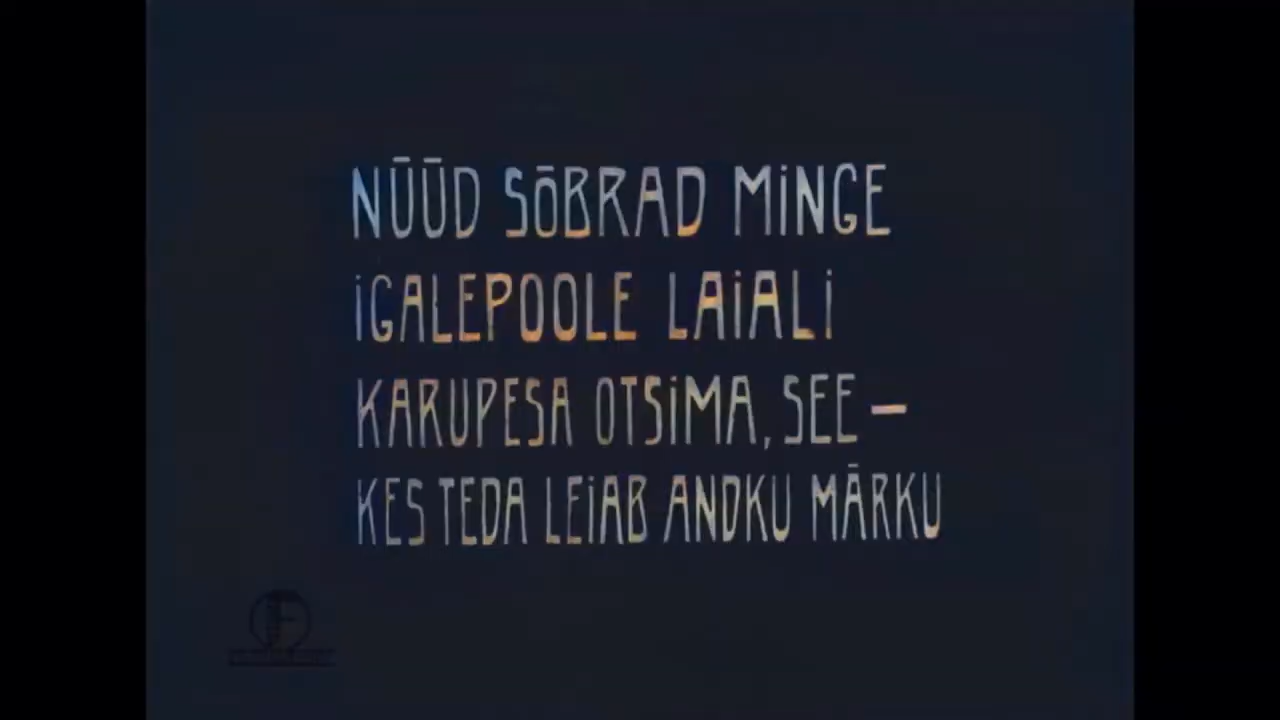 NŪŪD SŌBRAD MiNGE
iGALEPOOLE LAiALi
KARUPESA OTSiMA, SEE –
KES TEDA LEiAB ANDKU MĀRKU